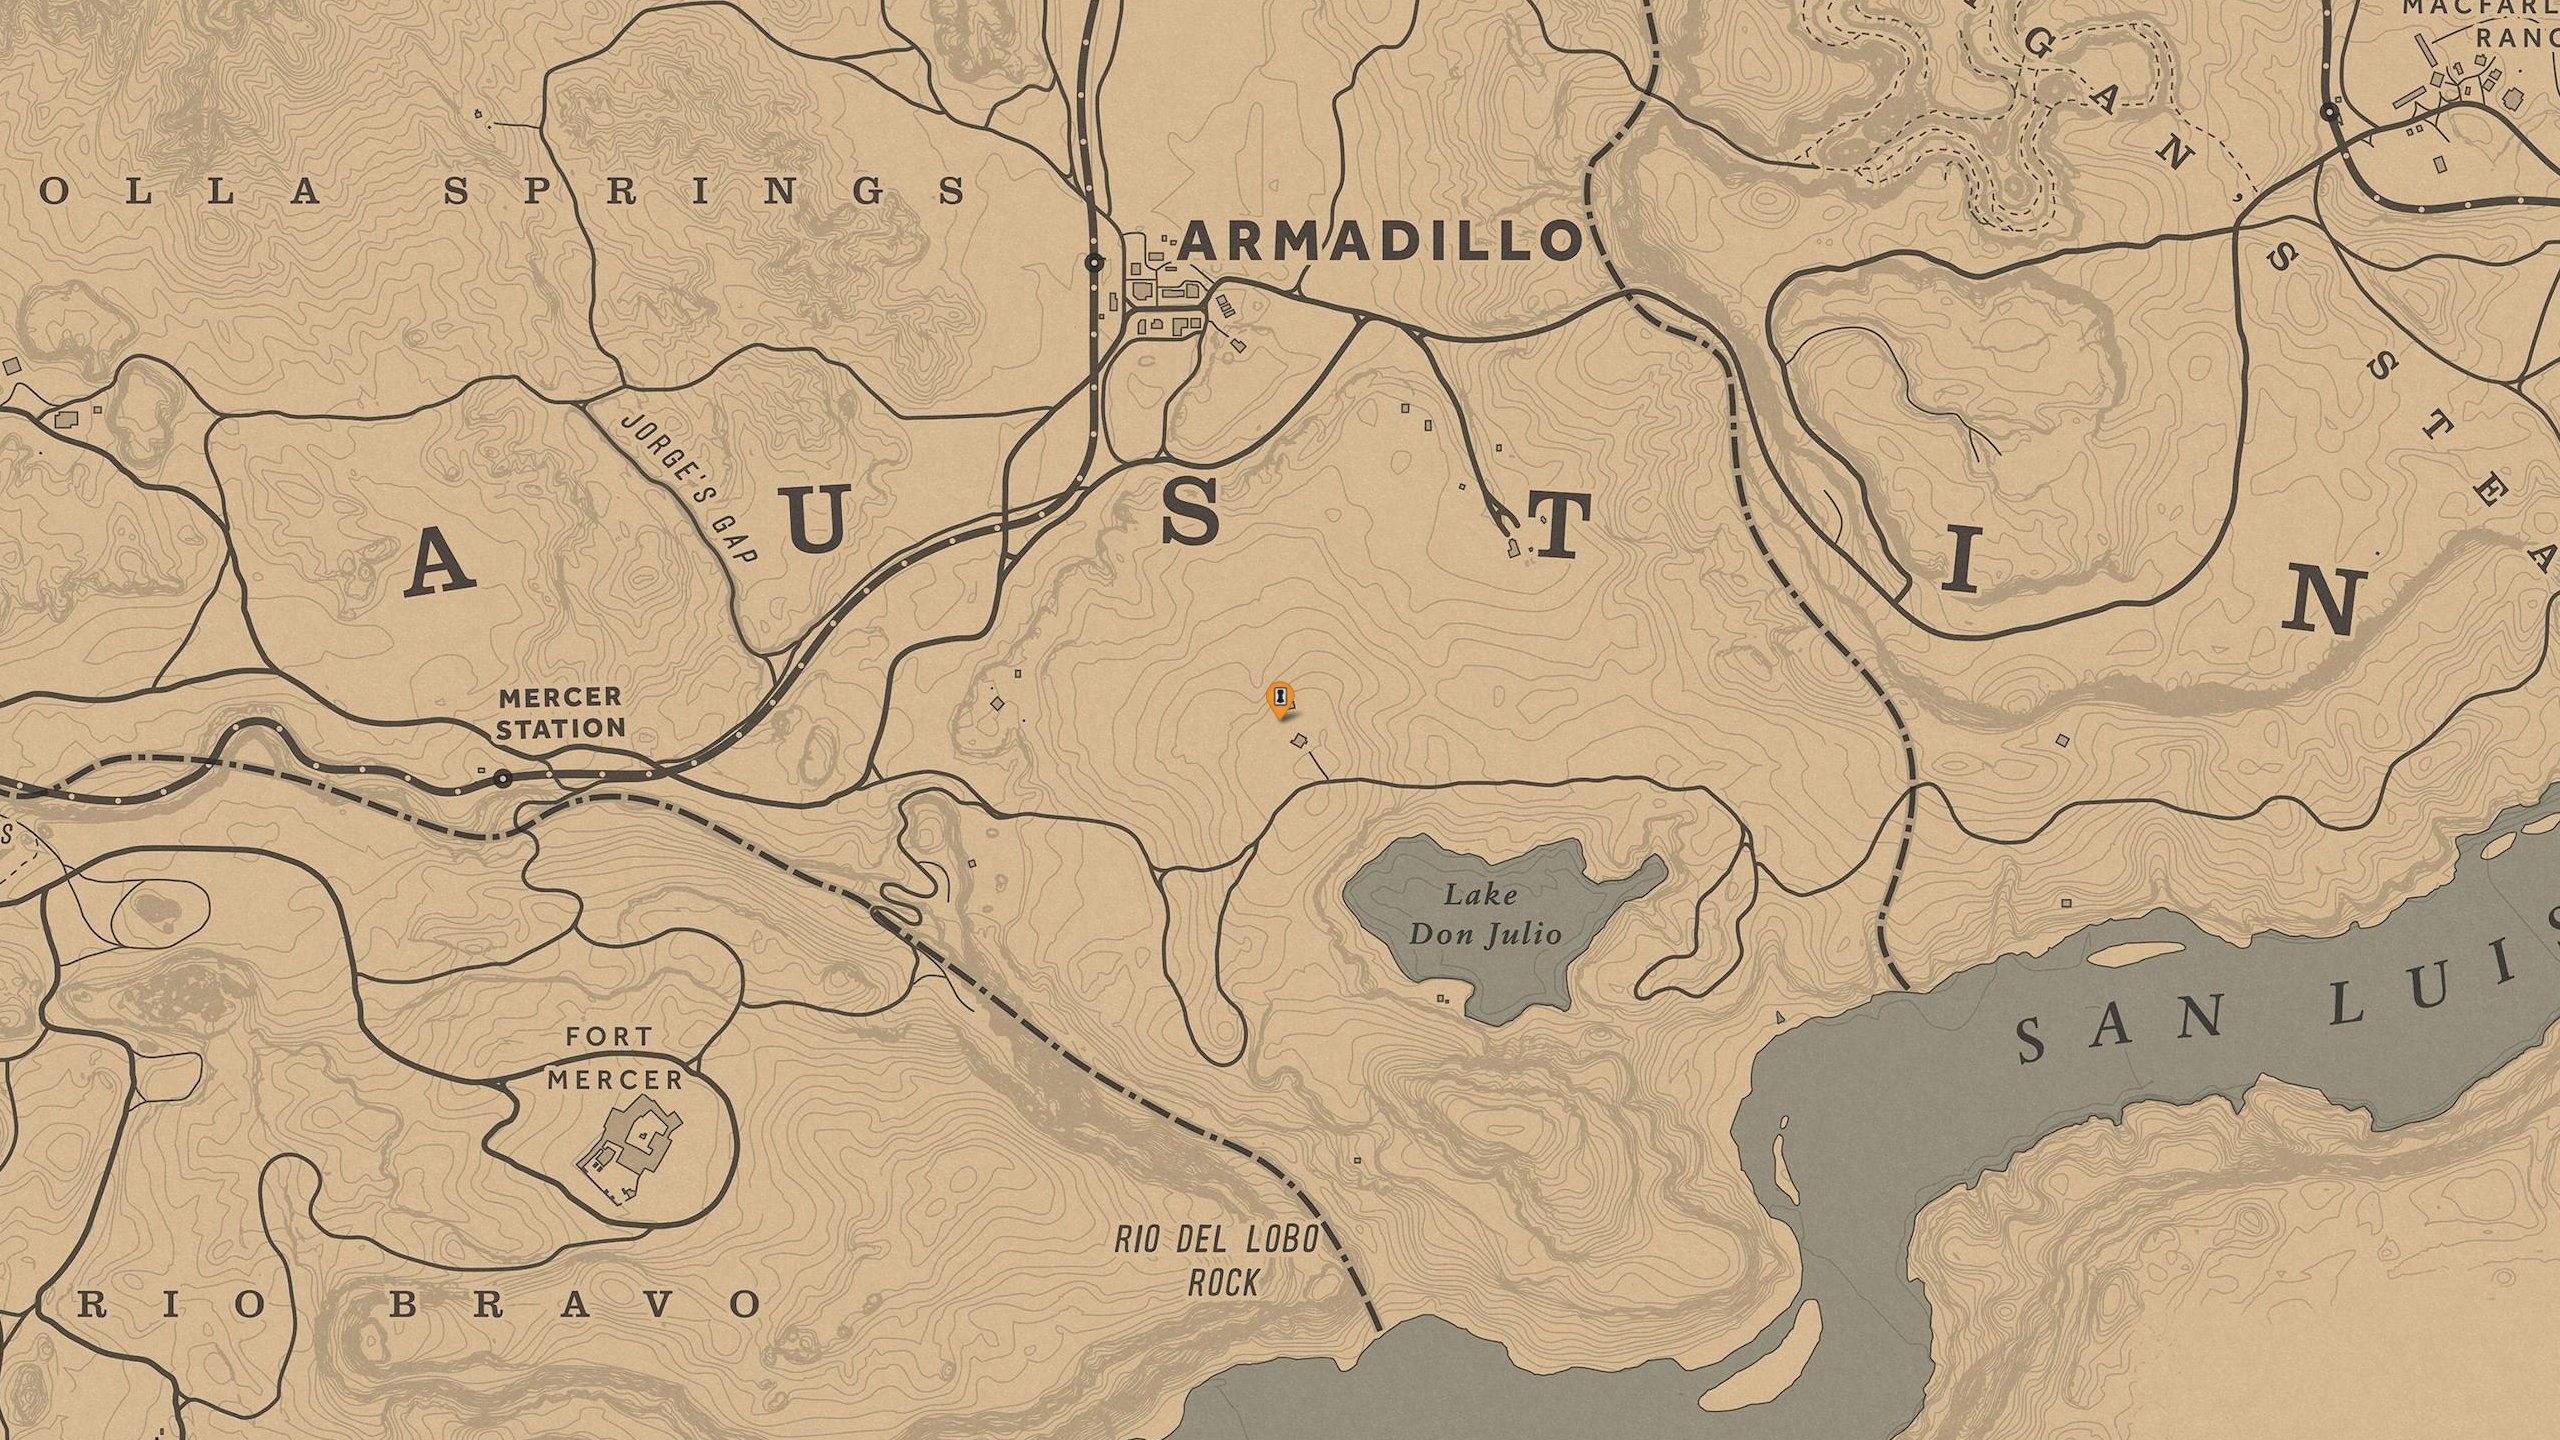 MACFARL
RANC
G A N ' S S T E A
OLLA SPRINGS
ARMADILLO
JORGE'S GAP
A U S T I N
MERCER
STATION
S
Lake
Don Julio
SAN LUIS
FORT
MERCER
RIO DEL LOBO
ROCK
RIO BRAVO